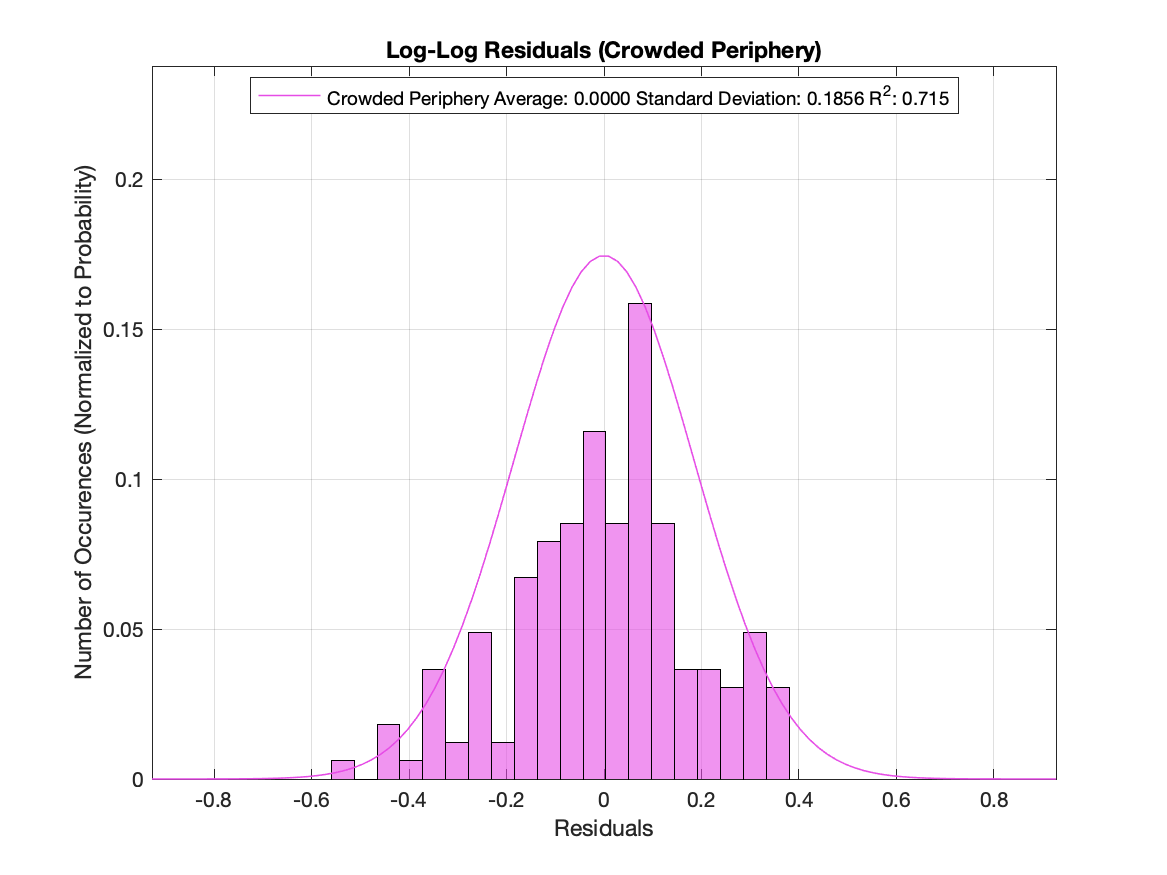 Log-Log Residuals (Crowded Periphery)
Crowded Periphery Average: 0.0000 Standard Deviation: 0.1856 R²: 0.715
Number of Occurences (Normalized to Probability)
0.2
0.15
0.1
0.05
0
-0.8 -0.6 -0.4 -0.2 0 0.2 0.4 0.6 0.8
Residuals